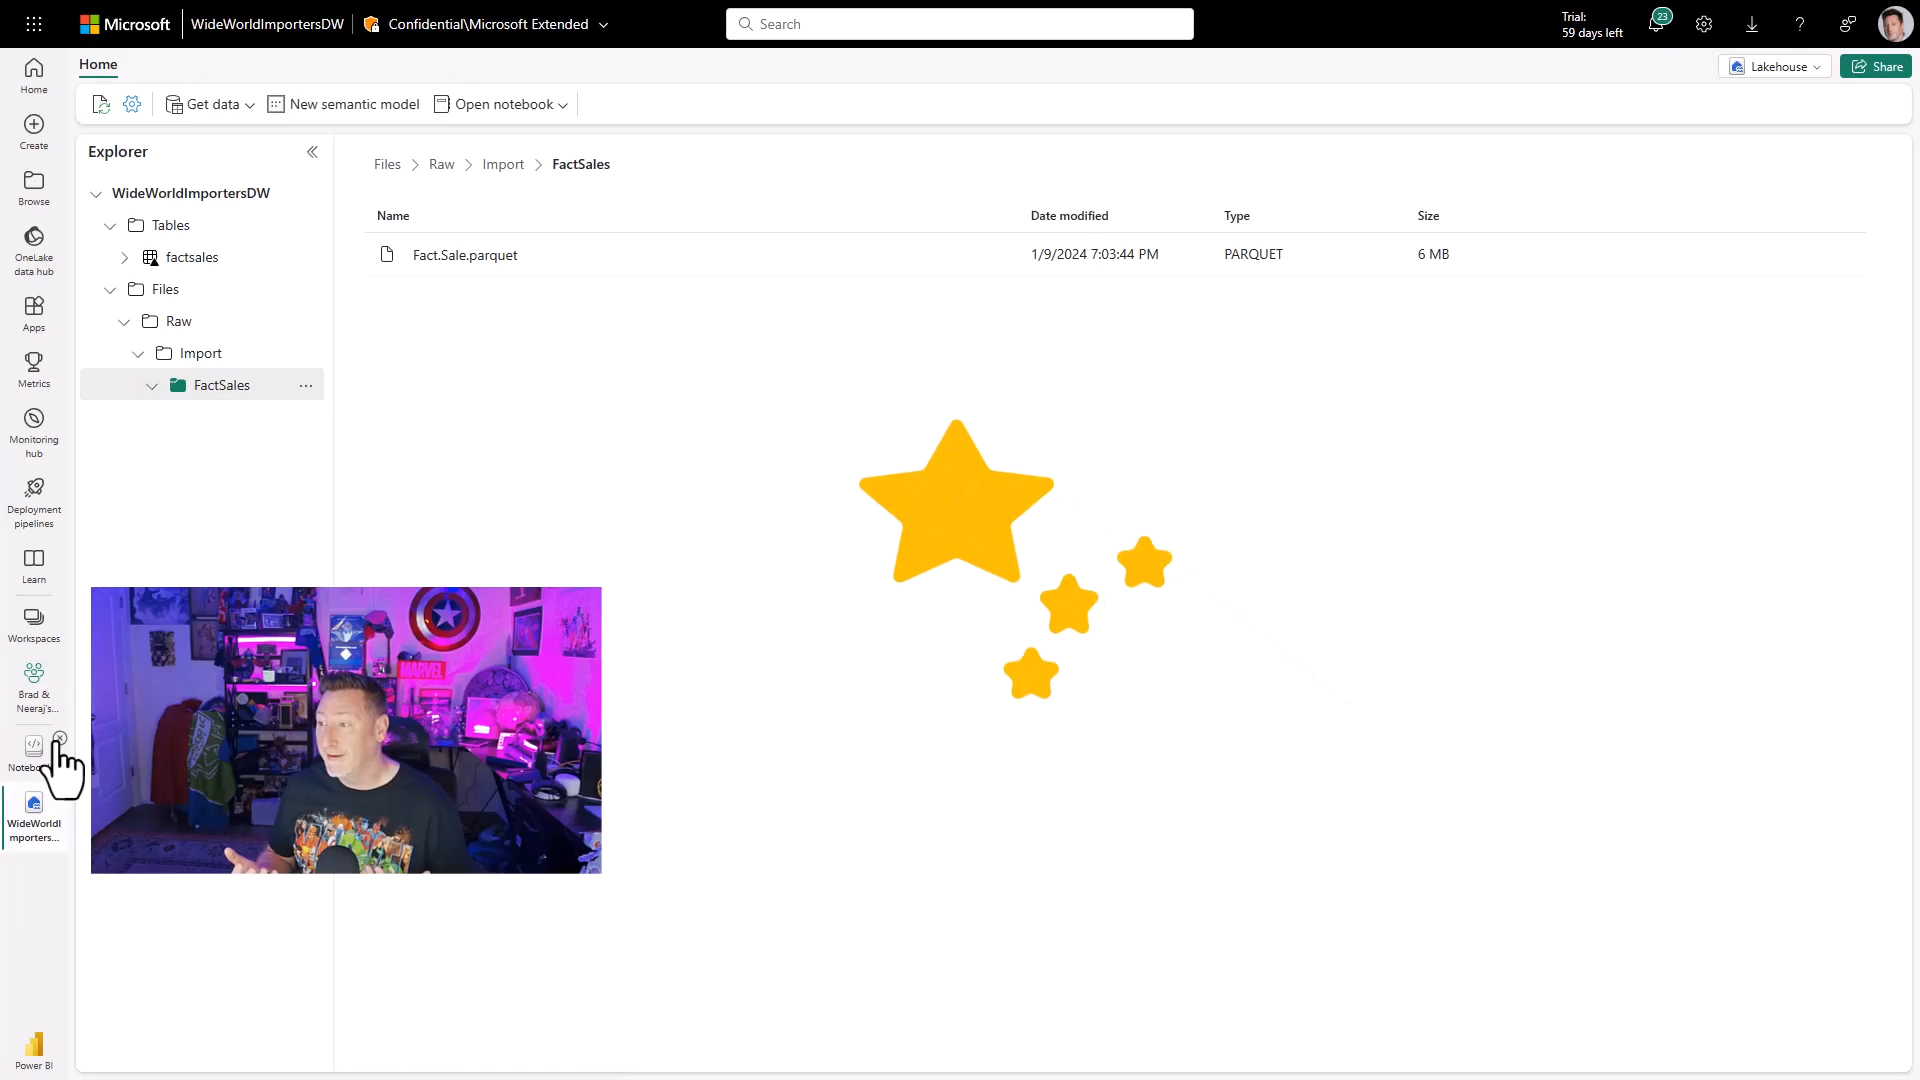 Microsoft
WideWorldImportersDW
Confidential\Microsoft Extended
Search
Trial:
59 days left
23
?
Home
Lakehouse
Share
Get data
New semantic model
Open notebook
Home
Create
Browse
OneLake
data hub
Apps
Metrics
Monitoring
hub
Deployment
pipelines
Learn
Workspaces
Brad &
Neeraj's...
WideWorldI
mporters...
Power BI
Explorer
WideWorldImportersDW
Tables
factsales
Files
Raw
Import
FactSales
...
Files > Raw > Import > FactSales
Name Date modified Type Size
Fact.Sale.parquet 1/9/2024 7:03:44 PM PARQUET 6 MB
MARVEL